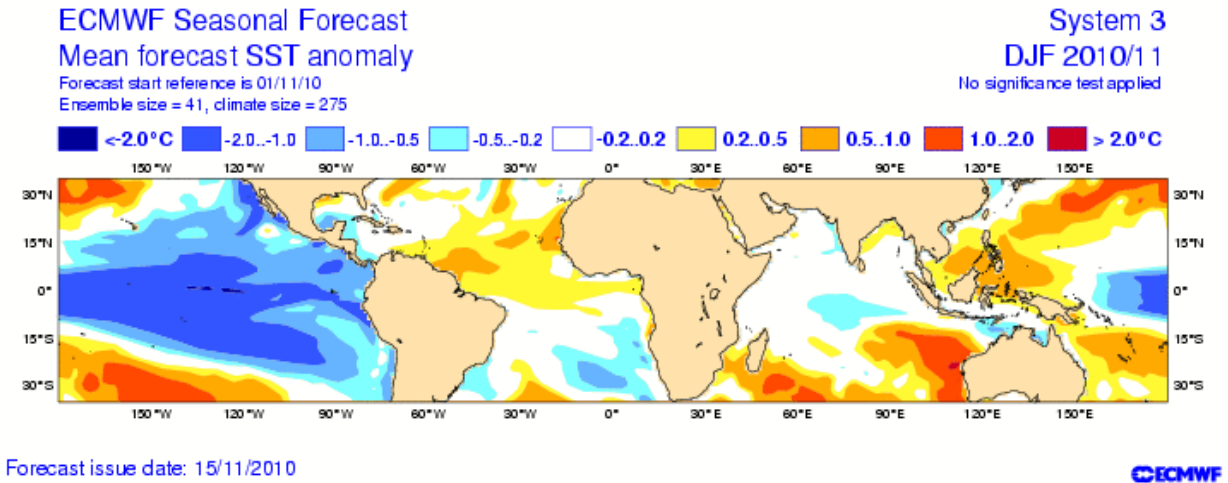 ECMWF Seasonal Forecast
System 3
Mean forecast SST anomaly
DJF 2010/11
Forecast start reference is 01/11/10
No significance test applied
Ensemble size = 41, climate size = 275
<-2.0°C -2.0..-1.0 -1.0..-0.5 -0.5..-0.2 -0.2..0.2 0.2..0.5 0.5..1.0 1.0..2.0 > 2.0°C
150°W 120°W 90°W 60°W 30°W 0° 30°E 60°E 90°E 120°E 150°E
30°N 30°N
15°N 15°N
0° 0°
15°S 15°S
30°S 30°S
150°W 120°W 90°W 60°W 30°W 0° 30°E 60°E 90°E 120°E 150°E
Forecast issue date: 15/11/2010
ECMWF